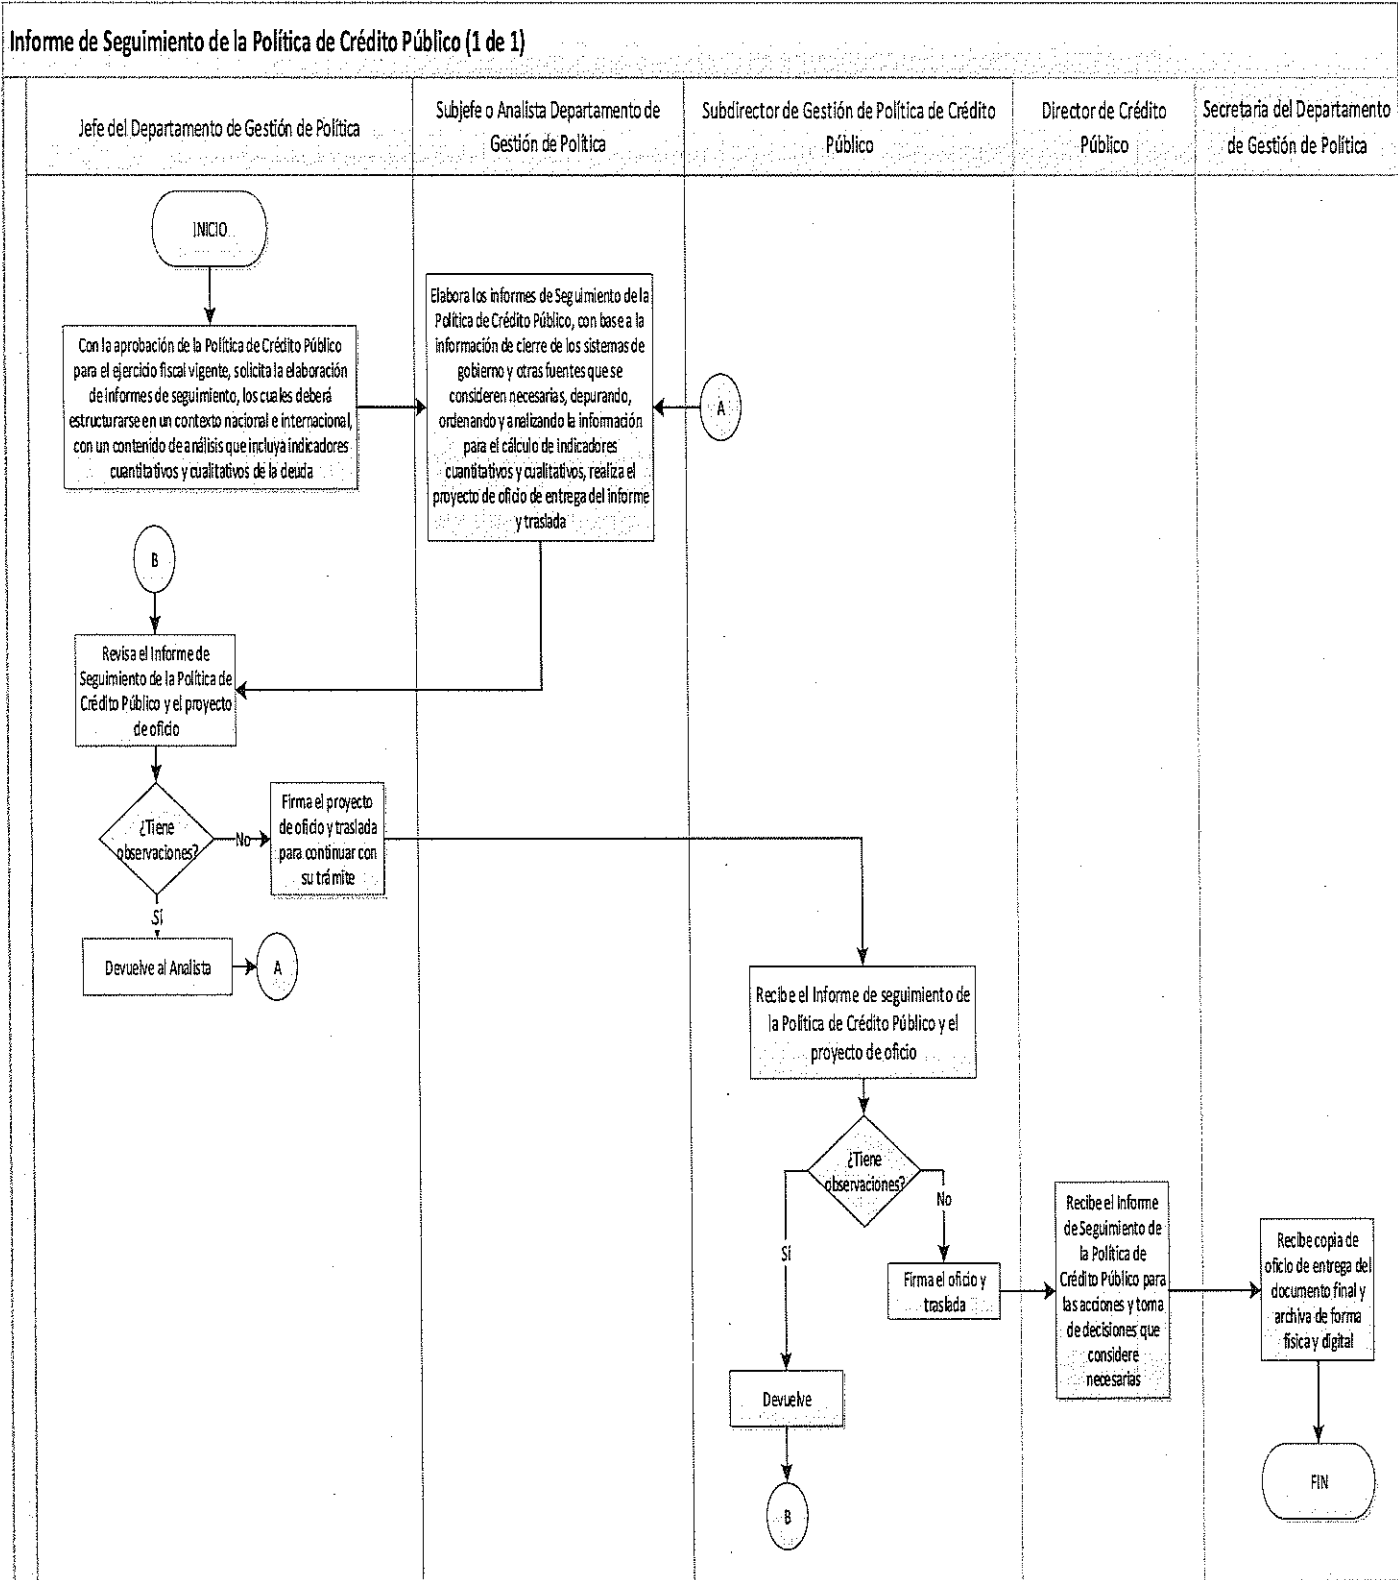 Informe de Seguimiento de la Política de Crédito Público (1 de 1)
Jefe del Departamento de Gestión de Política
Subjefe o Analista Departamento de
Gestión de Política
Subdirector de Gestión de Política de Crédito
Público
Director de Crédito
Público
Secretaria del Departamento
de Gestión de Política
INICIO
Con la aprobación de la Política de Crédito Público
para el ejercicio fiscal vigente, solicita la elaboración
de informes de seguimiento, los cuales deberá
estructurarse en un contexto nacional e internacional,
con un contenido de análisis que incluya indicadores
cuantitativos y cualitativos de la deuda
Elabora los informes de Seguimiento de la
Política de Crédito Público, con base a la
información de cierre de los sistemas de
gobierno y otras fuentes que se
consideren necesarias, depurando,
ordenando y analizando la información
para el cálculo de indicadores
cuantitativos y cualitativos, realiza el
proyecto de oficio de entrega del informe
y traslada
A
B
Revisa el Informe de
Seguimiento de la Política de
Crédito Público y el proyecto
de oficio
¿Tiene
observaciones?
No
Firma el proyecto
de oficio y traslada
para continuar con
su trámite
Sí
Devuelve al Analista
A
Recibe el Informe de seguimiento de
la Política de Crédito Público y el
proyecto de oficio
¿Tiene
observaciones?
No
Sí
Firma el oficio y
traslada
Recibe el Informe
de Seguimiento de
la Política de
Crédito Público para
las acciones y toma
de decisiones que
considere
necesarias
Recibe copia de
oficio de entrega del
documento final y
archiva de forma
física y digital
Devuelve
B
FIN